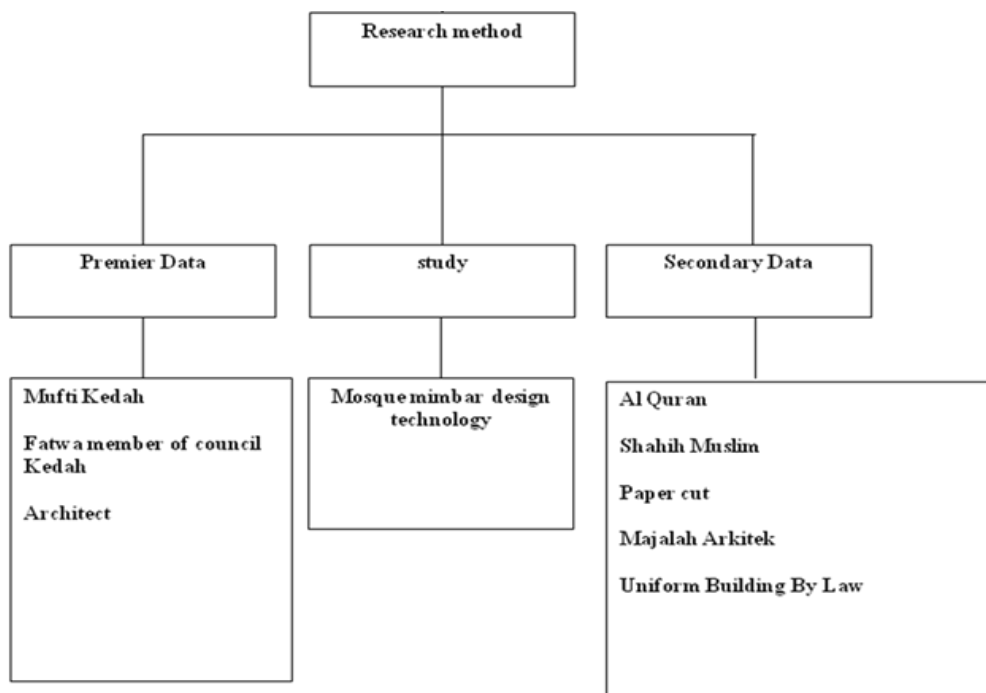 Research method
Premier Data
study
Secondary Data
Mufti Kedah
Fatwa member of council
Kedah
Architect
Mosque mimbar design
technology
Al Quran
Shahih Muslim
Paper cut
Majalah Arkitek
Uniform Building By Law